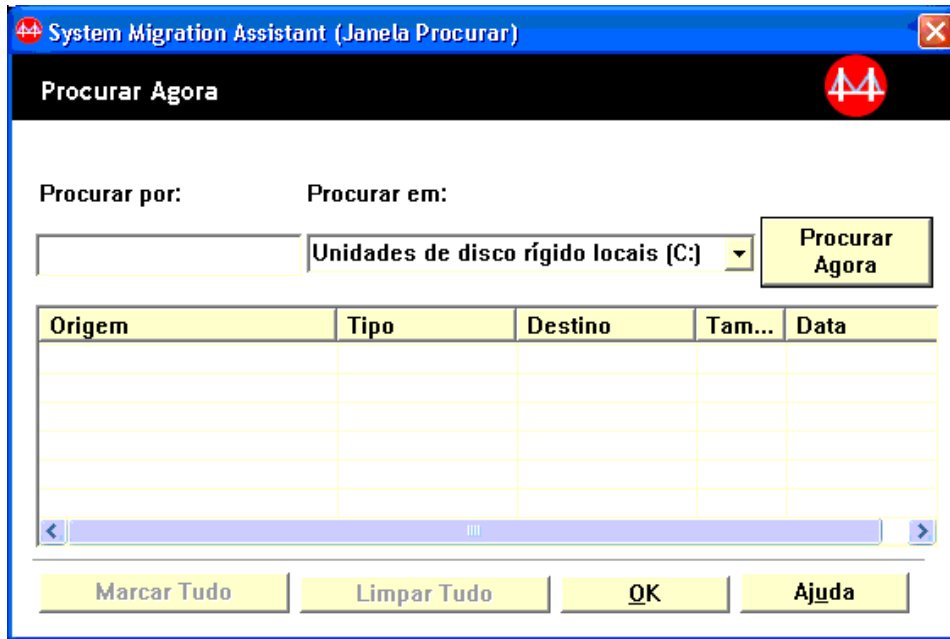 System Migration Assistant (Janela Procurar)
Procurar Agora
Procurar por:
Procurar em:
Unidades de disco rígido locais (C:)
Procurar
Agora
Origem Tipo Destino Tam... Data
Marcar Tudo Limpar Tudo OK Ajuda